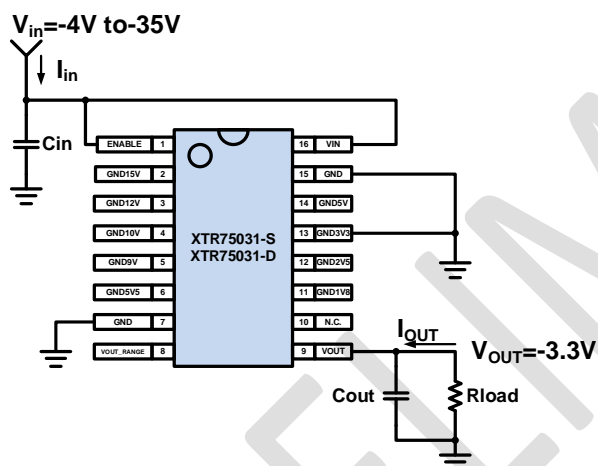 Vin=-4V to-35V
Iin
Cin
ENABLE 1
GND15V 2
GND12V 3
GND10V 4
GND9V 5
GND5V5 6
GND 7
VOUT_RANGE 8
XTR75031-S
XTR75031-D
16 VIN
15 GND
14 GND5V
13 GND3V3
12 GND2V5
11 GND1V8
10 N.C.
9 VOUT
IOUT
VOUT=-3.3V
Cout
Rload